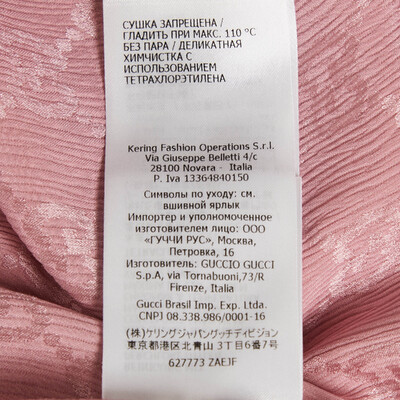 СУШКА ЗАПРЕЩЕНА /
ГЛАДИТЬ ПРИ МАКС. 110 °C
БЕЗ ПАРА / ДЕЛИКАТНАЯ
ХИМЧИСТКА С
ИСПОЛЬЗОВАНИЕМ
ТЕТРАХЛОРЭТИЛЕНА
Kering Fashion Operations S.r.l.
Via Giuseppe Belletti 4/c
28100 Novara - Italia
P. Iva 13364840150
Символы по уходу: см.
вшивной ярлык
Импортер и уполномоченное
изготовителем лицо: ООО
«ГУЧЧИ РУС», Москва,
Петровка, 16
Изготовитель: GUCCIO GUCCI
S.p.A, via Tornabuoni,73/R
Firenze, Italia
Gucci Brasil Imp. Exp. Ltda.
CNPJ 08.338.986/0001-16
(株)ケリングジャパングッチディビジョン
東京都港区北青山3丁目6番7号
627773 ZAEJF